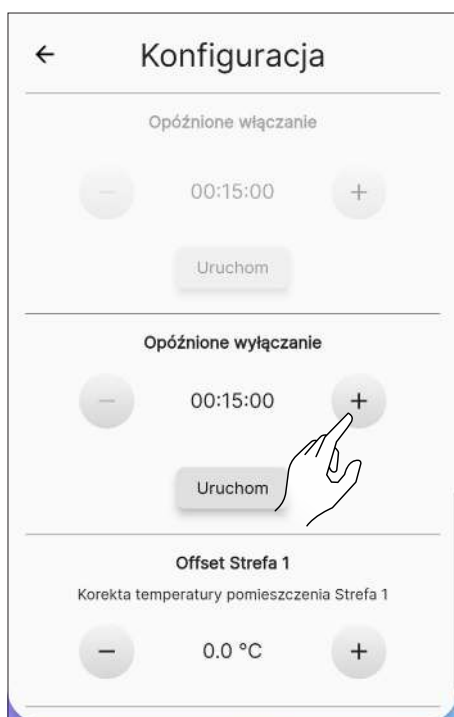 ← Konfiguracja
Opóźnione włączanie
− 00:15:00 +
Uruchom
Opóźnione wyłączanie
− 00:15:00 +
Uruchom
Offset Strefa 1
Korekta temperatury pomieszczenia Strefa 1
− 0.0 °C +